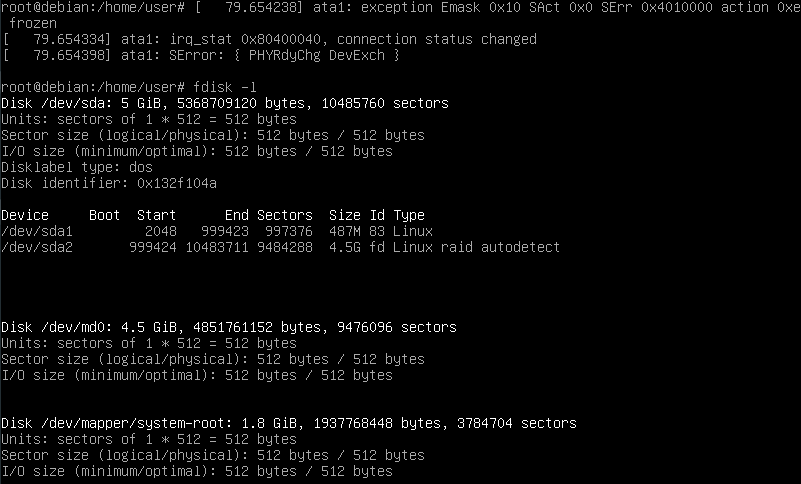 root@debian:/home/user# [   79.654238] ata1: exception Emask 0x10 SAct 0x0 SErr 0x4010000 action 0xe
 frozen
[   79.654334] ata1: irq_stat 0x80400040, connection status changed
[   79.654398] ata1: SError: { PHYRdyChg DevExch }
root@debian:/home/user# fdisk -l
Disk /dev/sda: 5 GiB, 5368709120 bytes, 10485760 sectors
Units: sectors of 1 * 512 = 512 bytes
Sector size (logical/physical): 512 bytes / 512 bytes
I/O size (minimum/optimal): 512 bytes / 512 bytes
Disklabel type: dos
Disk identifier: 0x132f104a
Device     Boot  Start      End Sectors  Size Id Type
/dev/sda1         2048   999423  997376  487M 83 Linux
/dev/sda2       999424 10483711 9484288  4.5G fd Linux raid autodetect
Disk /dev/md0: 4.5 GiB, 4851761152 bytes, 9476096 sectors
Units: sectors of 1 * 512 = 512 bytes
Sector size (logical/physical): 512 bytes / 512 bytes
I/O size (minimum/optimal): 512 bytes / 512 bytes
Disk /dev/mapper/system-root: 1.8 GiB, 1937768448 bytes, 3784704 sectors
Units: sectors of 1 * 512 = 512 bytes
Sector size (logical/physical): 512 bytes / 512 bytes
I/O size (minimum/optimal): 512 bytes / 512 bytes